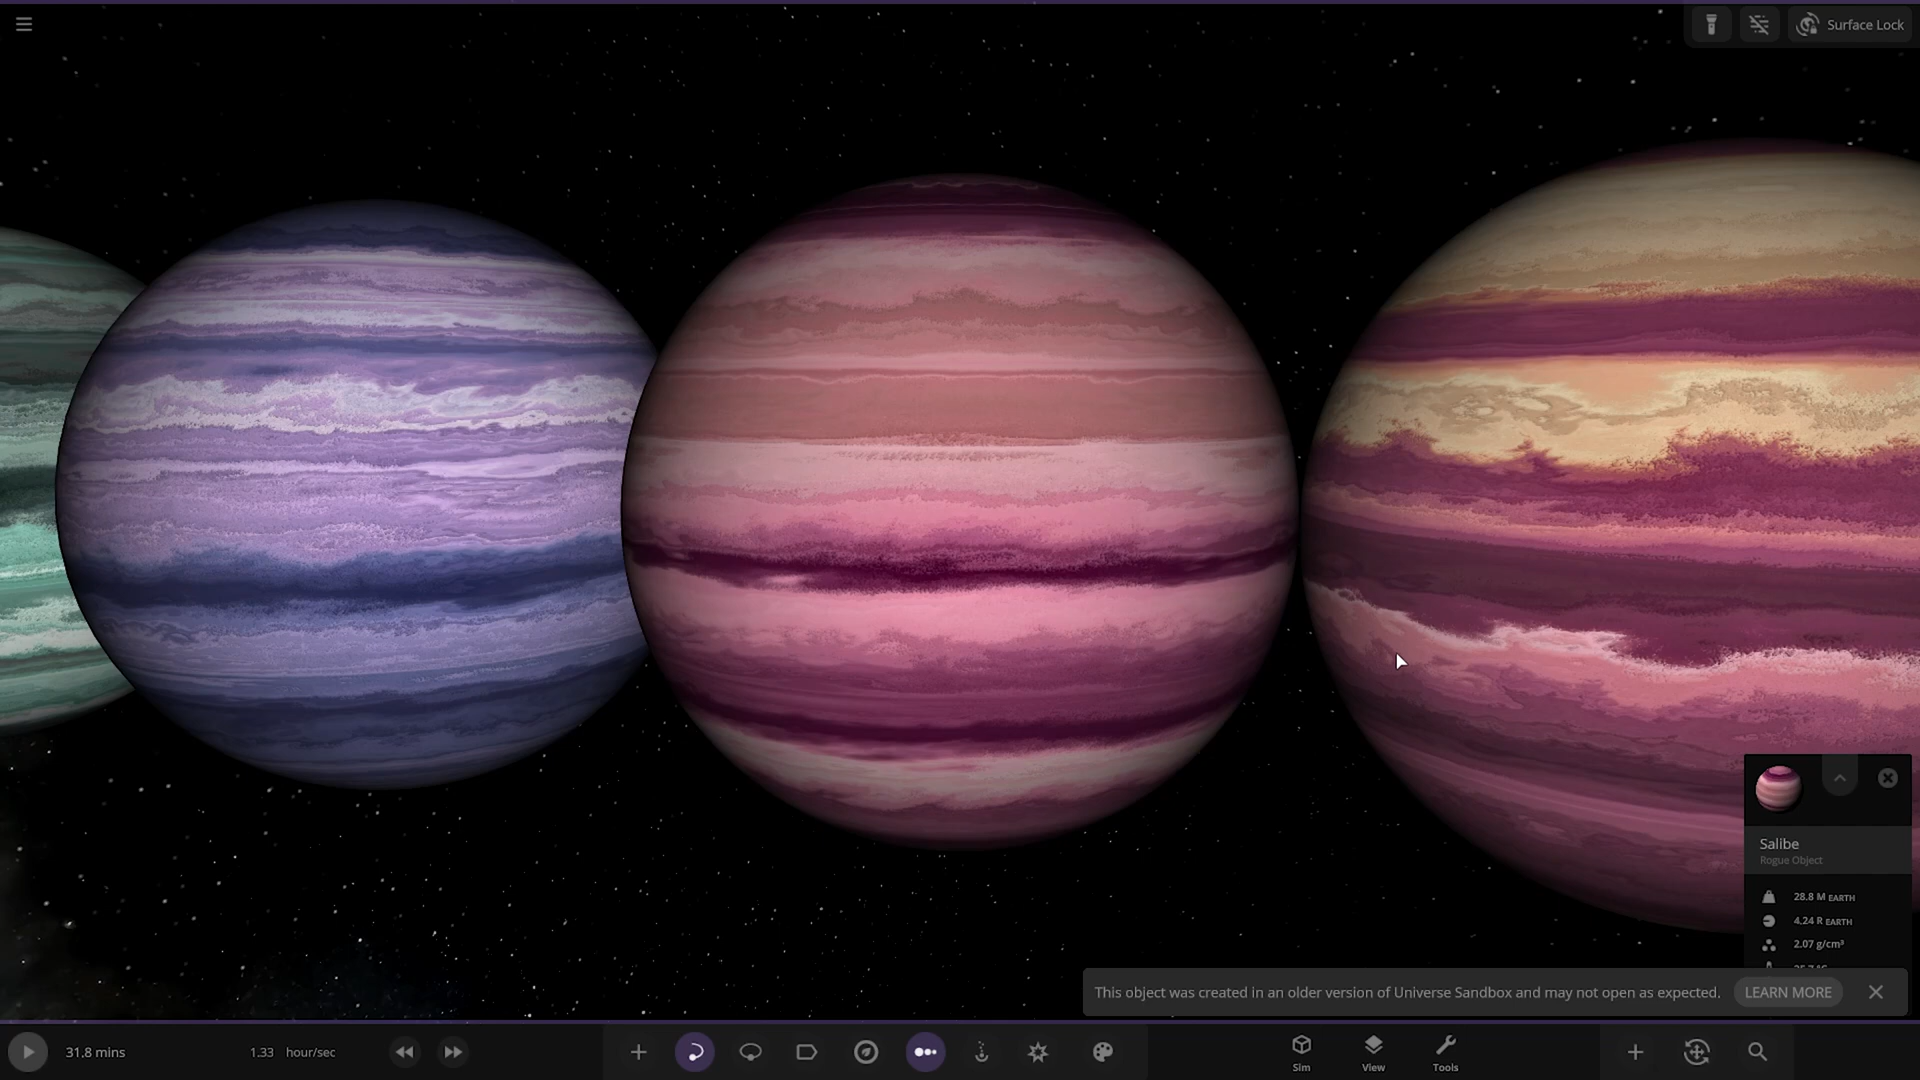 Surface Lock
Salibe
Rogue Object
28.8 M EARTH
4.24 R EARTH
2.07 g/cm³
This object was created in an older version of Universe Sandbox and may not open as expected.
LEARN MORE
31.8 mins
1.33 hour/sec
Sim
View
Tools